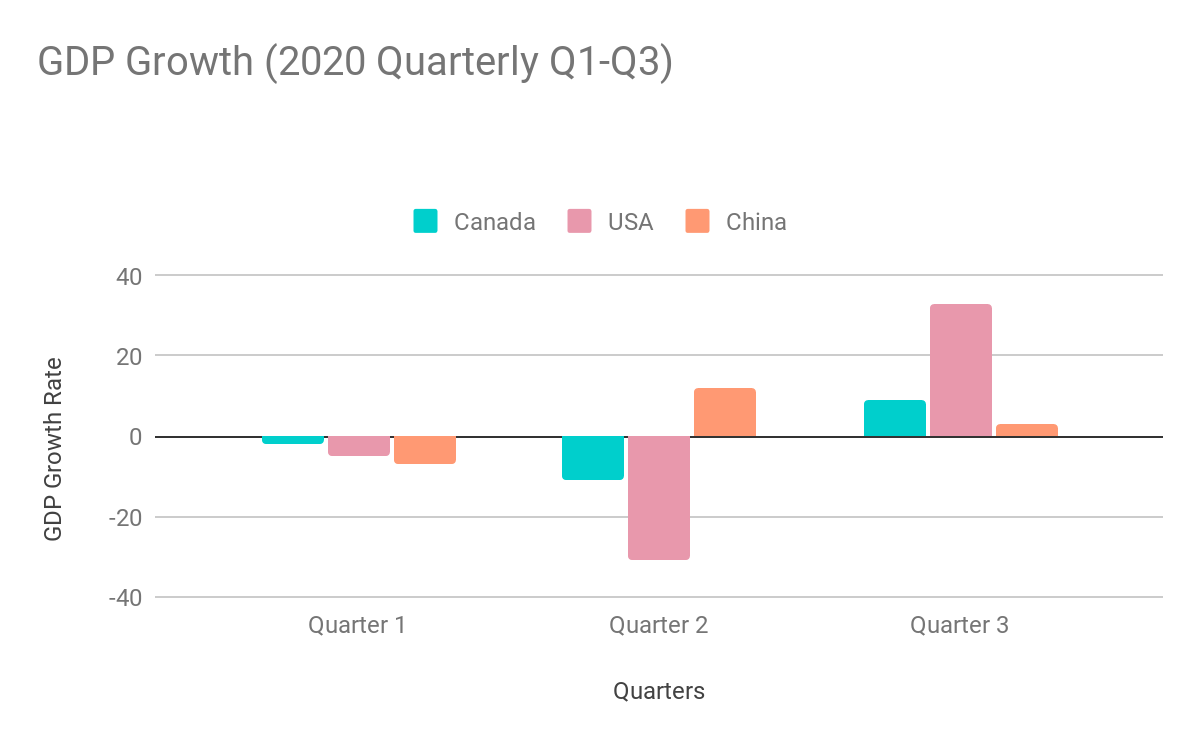 GDP Growth (2020 Quarterly Q1-Q3)
Canada USA China
40
20
0
-20
-40
GDP Growth Rate
Quarter 1 Quarter 2 Quarter 3
Quarters